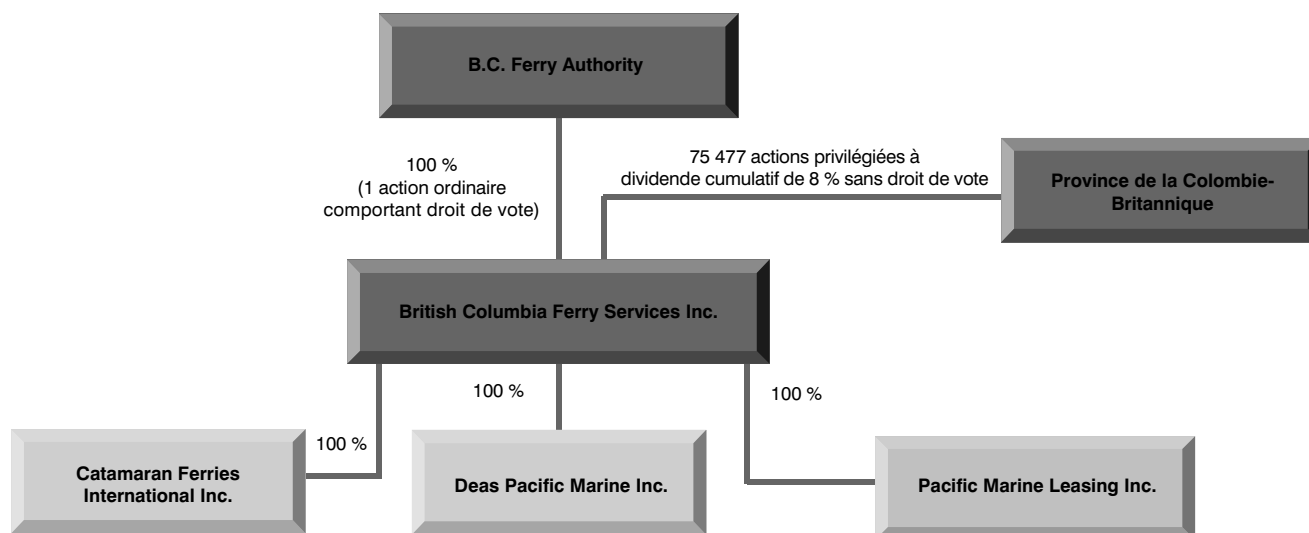 B.C. Ferry Authority
100 %
(1 action ordinaire
comportant droit de vote)
75 477 actions privilégiées à
dividende cumulatif de 8 % sans droit de vote
Province de la Colombie-
Britannique
British Columbia Ferry Services Inc.
100 %
100 %
100 %
Catamaran Ferries
International Inc.
Deas Pacific Marine Inc.
Pacific Marine Leasing Inc.